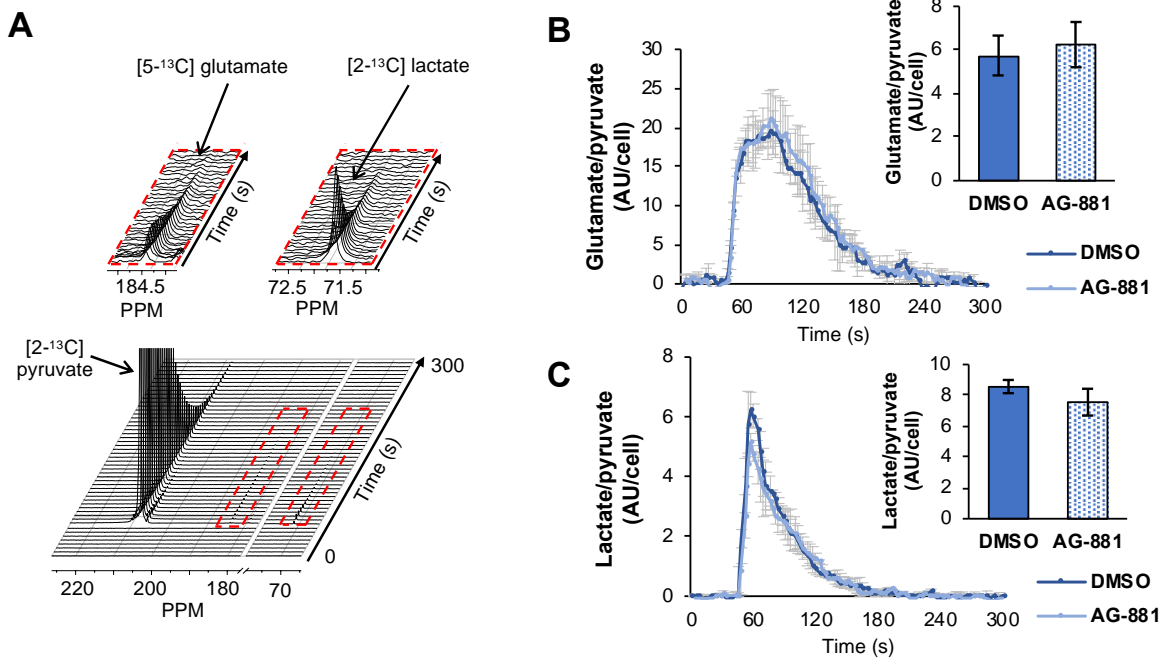 A
[5-¹³C] glutamate
[2-¹³C] lactate
Time (s)
Time (s)
184.5
PPM
72.5 71.5
PPM
[2-¹³C]
pyruvate
300
Time (s)
0
220 200 180 70
PPM
B
Glutamate/pyruvate
(AU/cell)
30
25
20
15
10
5
0
0 60 120 180 240 300
Time (s)
Glutamate/pyruvate
(AU/cell)
8
6
4
2
0
DMSO AG-881
DMSO
AG-881
C
Lactate/pyruvate
(AU/cell)
8
6
4
2
0
0 60 120 180 240 300
Time (s)
Lactate/pyruvate
(AU/cell)
10
8
6
4
2
0
DMSO AG-881
DMSO
AG-881